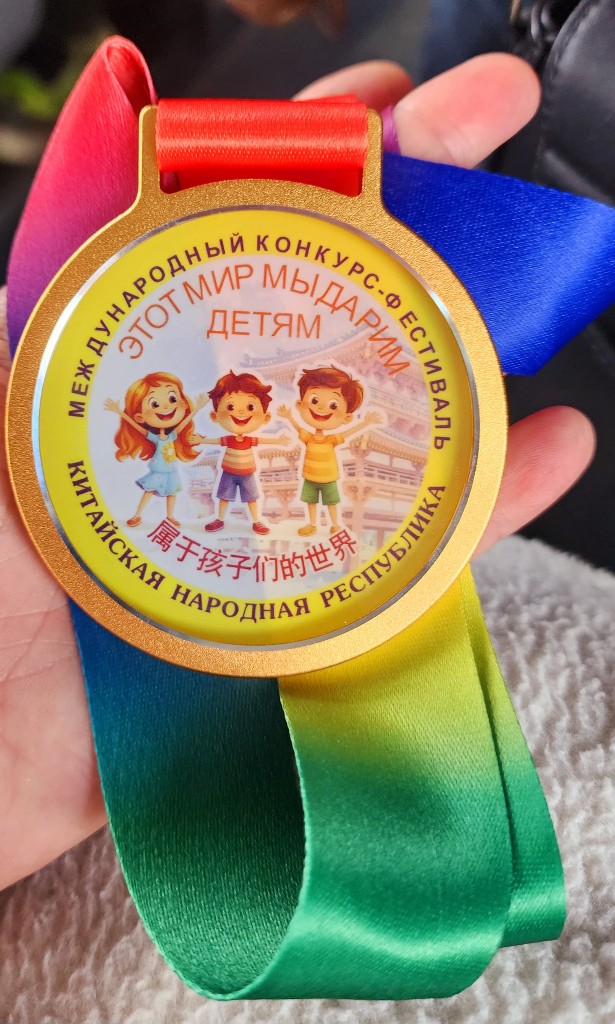 МЕЖДУНАРОДНЫЙ КОНКУРС-ФЕСТИВАЛЬ
ЭТОТ МИР МЫ ДАРИМ
ДЕТЯМ
属于孩子们的世界
КИТАЙСКАЯ НАРОДНАЯ РЕСПУБЛИКА